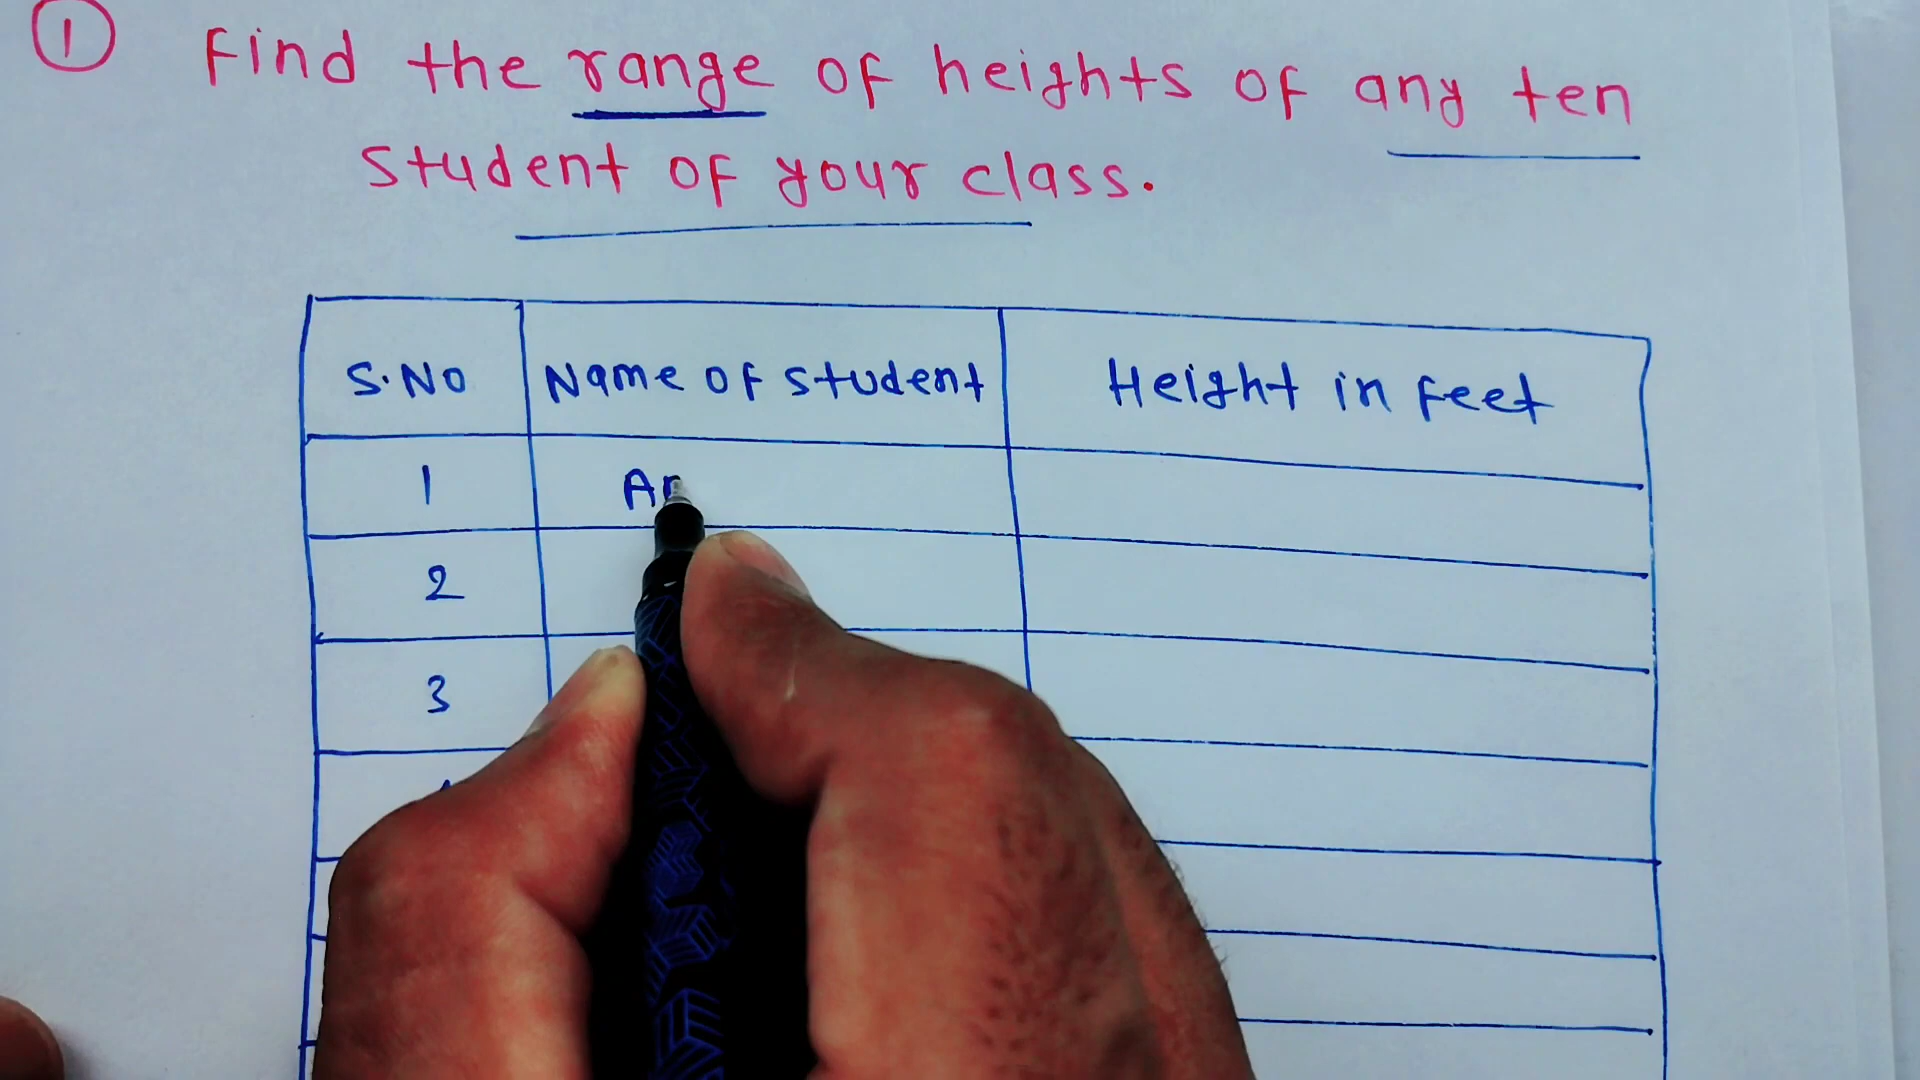 1 Find the range of heights of any ten
student of your class.
S.No Name of student Height in feet
1
2
3